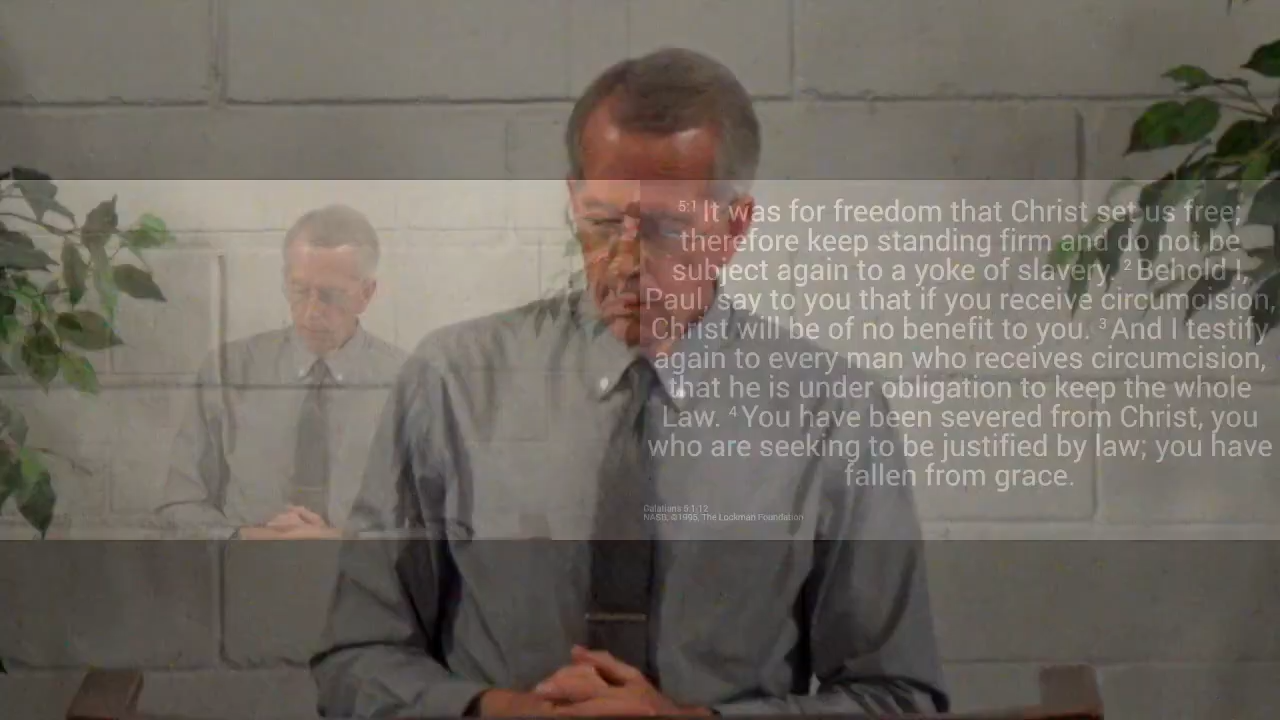 5:1 It was for freedom that Christ set us free;
therefore keep standing firm and do not be
subject again to a yoke of slavery. 2 Behold I,
Paul, say to you that if you receive circumcision,
Christ will be of no benefit to you. 3 And I testify
again to every man who receives circumcision,
that he is under obligation to keep the whole
Law. 4 You have been severed from Christ, you
who are seeking to be justified by law; you have
fallen from grace.
Galatians 5:1-12
NASB, ©1995, The Lockman Foundation